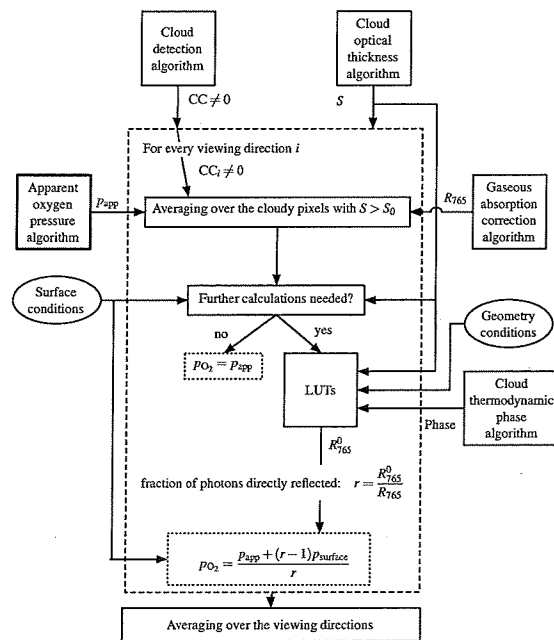 Cloud
detection
algorithm
Cloud
optical
thickness
algorithm
CC ≠ 0
S
For every viewing direction i
CCi ≠ 0
Apparent
oxygen
pressure
algorithm
papp
Averaging over the cloudy pixels with S > S0
R765
Gaseous
absorption
correction
algorithm
Surface
conditions
Further calculations needed?
Geometry
conditions
no
yes
pO2 = papp
LUTs
Cloud
thermodynamic
phase
algorithm
Phase
R⁰765
fraction of photons directly reflected: r = R⁰765 / R765
pO2 = papp + (r − 1)psurface / r
Averaging over the viewing directions